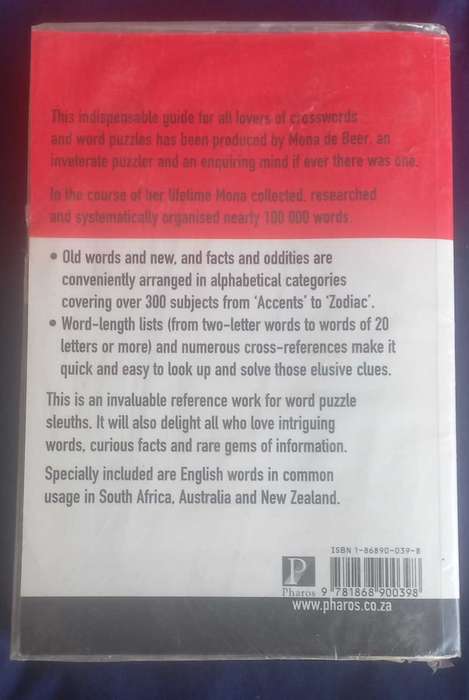 This indispensable guide for all lovers of crosswords
and word puzzles has been produced by Mona de Beer, an
inveterate puzzler and an enquiring mind if ever there was one.
In the course of her lifetime Mona collected, researched
and systematically organised nearly 100 000 words.
• Old words and new, and facts and oddities are
conveniently arranged in alphabetical categories
covering over 300 subjects from 'Accents' to 'Zodiac'.
• Word-length lists (from two-letter words to words of 20
letters or more) and numerous cross-references make it
quick and easy to look up and solve those elusive clues.
This is an invaluable reference work for word puzzle
sleuths. It will also delight all who love intriguing
words, curious facts and rare gems of information.
Specially included are English words in common
usage in South Africa, Australia and New Zealand.
ISBN 1-86890-039-8
P
Pharos
9 781868 900398
www.pharos.co.za